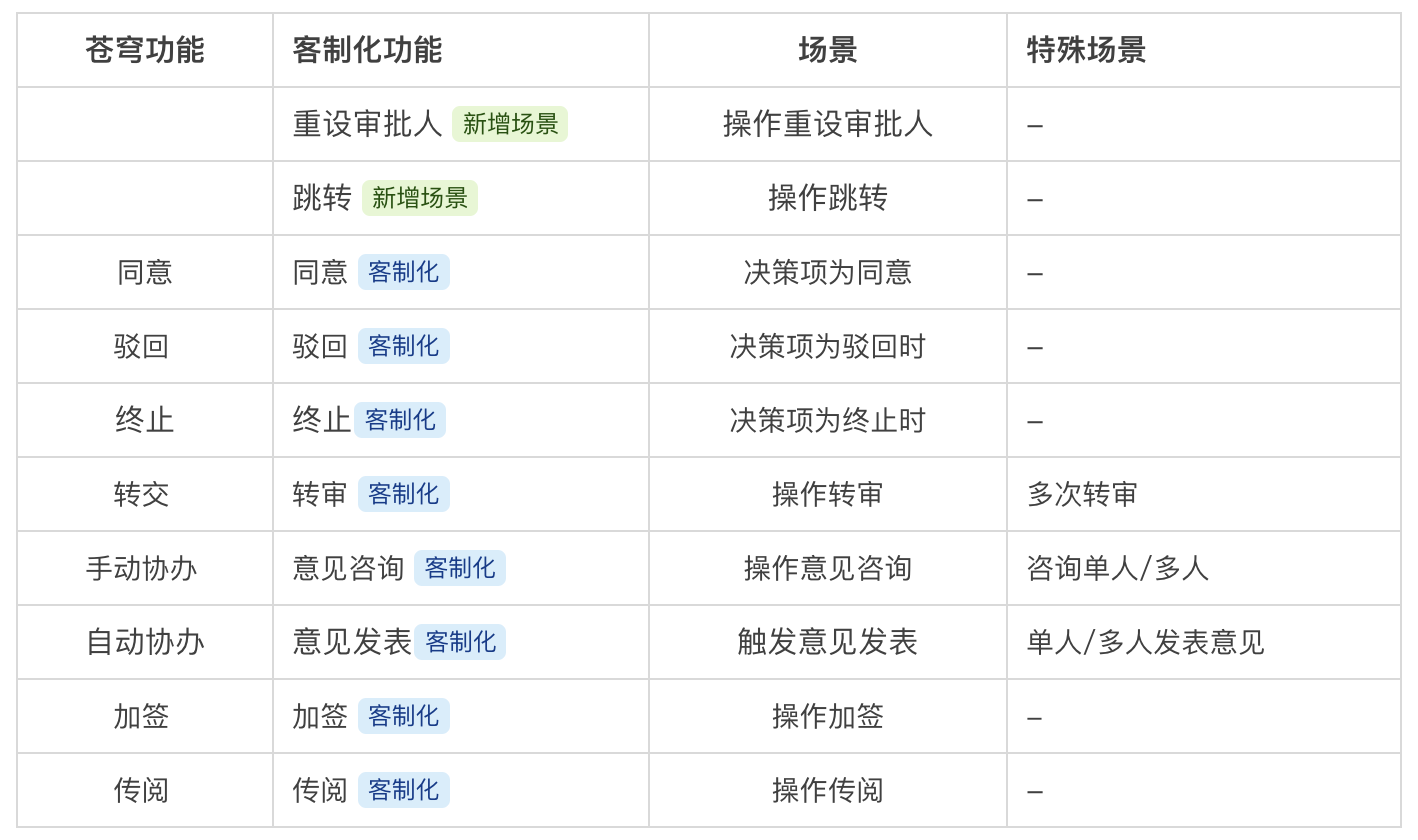 苍穹功能 客制化功能 场景 特殊场景
重设审批人 新增场景 操作重设审批人 –
跳转 新增场景 操作跳转 –
同意 同意 客制化 决策项为同意 –
驳回 驳回 客制化 决策项为驳回时 –
终止 终止 客制化 决策项为终止时 –
转交 转审 客制化 操作转审 多次转审
手动协办 意见咨询 客制化 操作意见咨询 咨询单人/多人
自动协办 意见发表 客制化 触发意见发表 单人/多人发表意见
加签 加签 客制化 操作加签 –
传阅 传阅 客制化 操作传阅 –